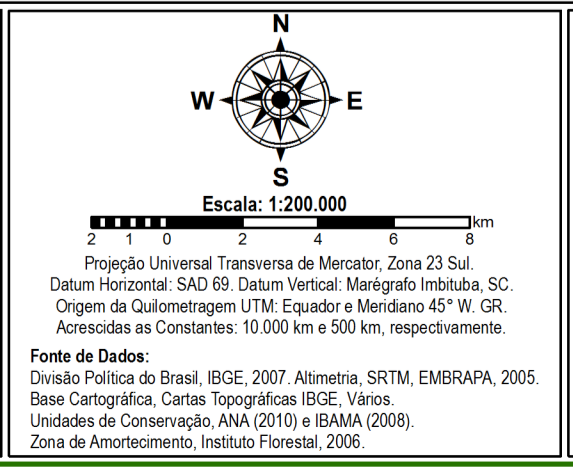 N
W E
S
Escala: 1:200.000
km
2 1 0 2 4 6 8
Projeção Universal Transversa de Mercator, Zona 23 Sul.
Datum Horizontal: SAD 69. Datum Vertical: Marégrafo Imbituba, SC.
Origem da Quilometragem UTM: Equador e Meridiano 45° W. GR.
Acrescidas as Constantes: 10.000 km e 500 km, respectivamente.
Fonte de Dados:
Divisão Política do Brasil, IBGE, 2007. Altimetria, SRTM, EMBRAPA, 2005.
Base Cartográfica, Cartas Topográficas IBGE, Vários.
Unidades de Conservação, ANA (2010) e IBAMA (2008).
Zona de Amortecimento, Instituto Florestal, 2006.